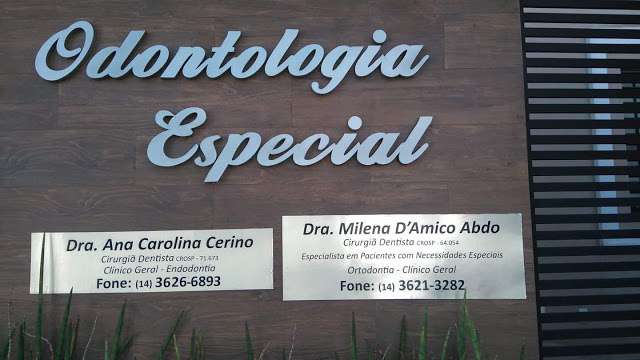 Odontologia
Especial
Dra. Ana Carolina Cerino
Cirurgiã Dentista CROSP - 71.673
Clínico Geral - Endodontia
Fone: (14) 3626-6893
Dra. Milena D'Amico Abdo
Cirurgiã Dentista CROSP - 64.054
Especialista em Pacientes com Necessidades Especiais
Ortodontia - Clínico Geral
Fone: (14) 3621-3282